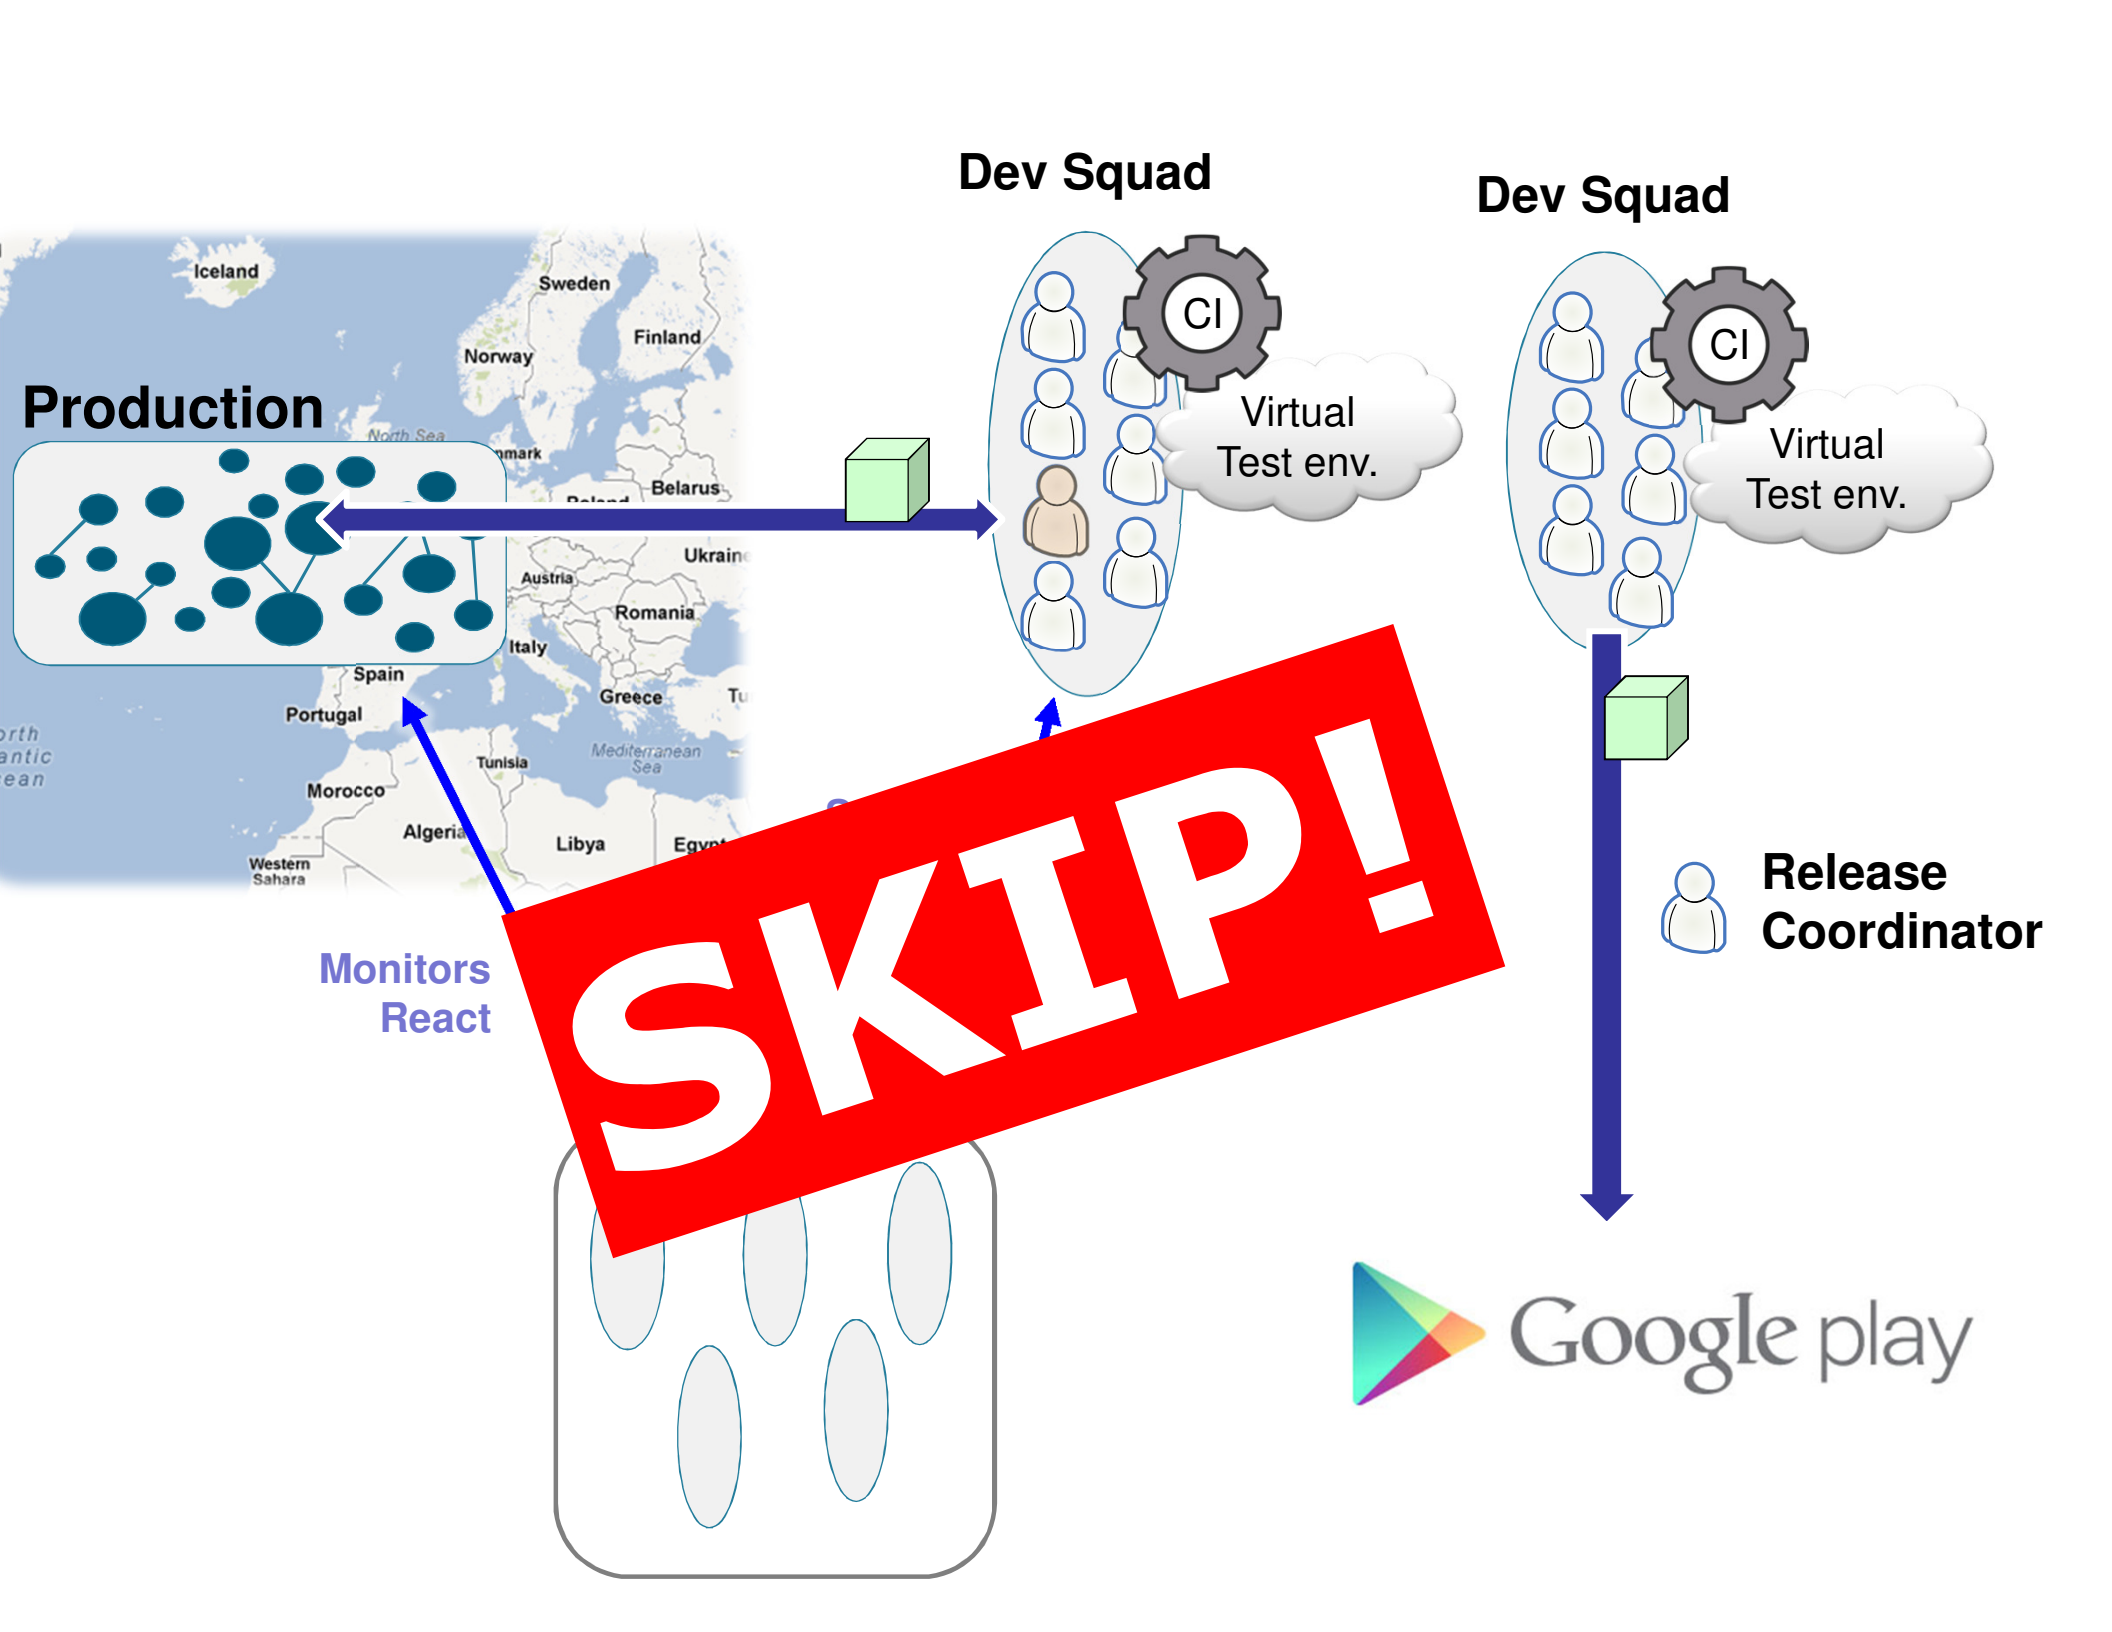 Dev Squad
Dev Squad
Iceland
Sweden
Finland
Norway
CI
CI
Production
North Sea
Virtual
Test env.
Virtual
Test env.
Belarus
Ukraine
Austria
Romania
Italy
Spain
Greece
Portugal
Mediterranean
Sea
Tunisia
Morocco
Algeria
Libya
Egypt
Western
Sahara
Release
Coordinator
Monitors
React
SKIP!
Google play